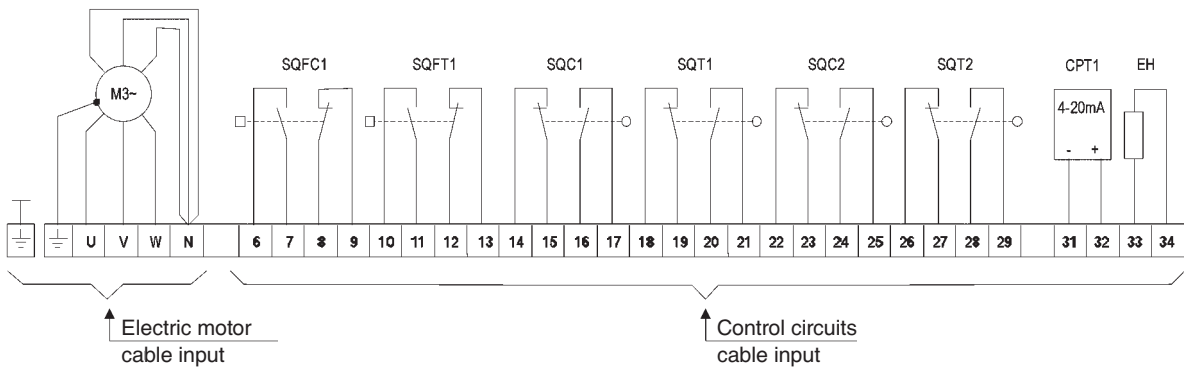 SQFC1 SQFT1 SQC1 SQT1 SQC2 SQT2 CPT1 EH
M3~
4-20mA
- +
U V W N 6 7 8 9 10 11 12 13 14 15 16 17 18 19 20 21 22 23 24 25 26 27 28 29 31 32 33 34
Electric motor
cable input
Control circuits
cable input